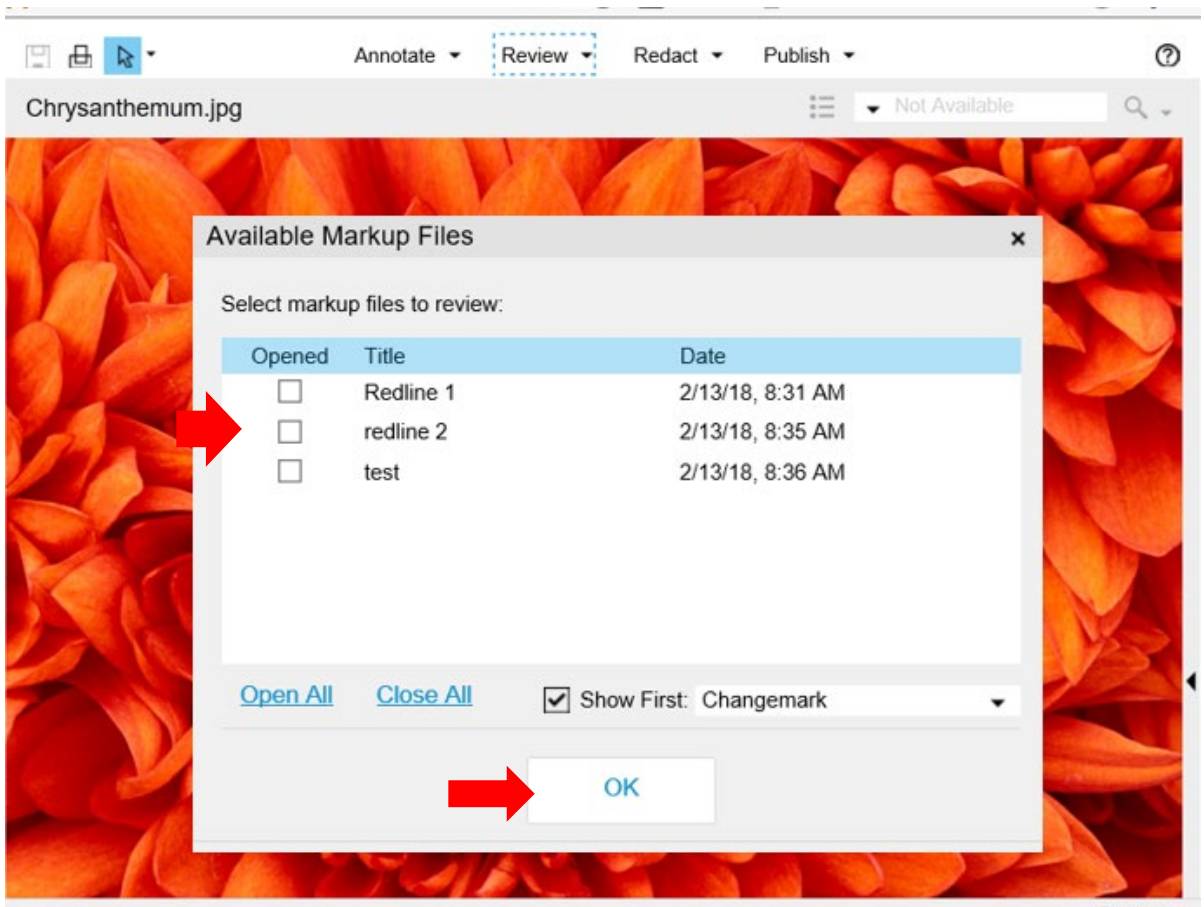 Annotate Review Redact Publish
Chrysanthemum.jpg Not Available
Available Markup Files
Select markup files to review:
Opened Title Date
Redline 1 2/13/18, 8:31 AM
redline 2 2/13/18, 8:35 AM
test 2/13/18, 8:36 AM
Open All Close All Show First: Changemark
OK